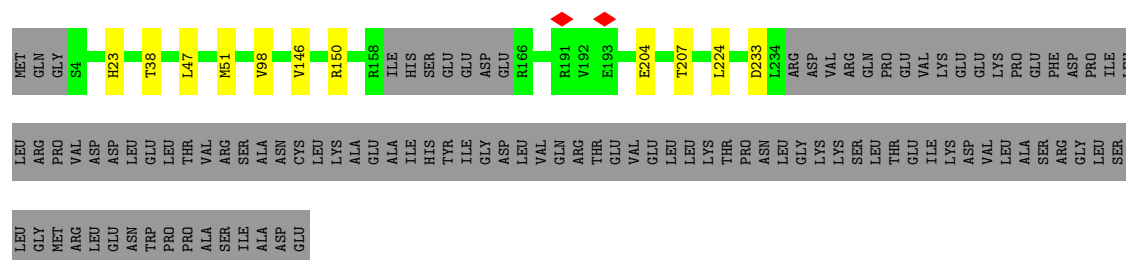 MET GLN GLY S4 H23 T38 L47 M51 V98 V146 R150 R158 ILE HIS SER GLU GLU ASP GLU R166 R191 V192 E193 E204 T207 L224 D233 L234 ARG ASP VAL ARG GLN PRO GLU VAL LYS GLU GLU LYS PRO GLU PHE ASP PRO ILE LEU
LEU ARG PRO VAL ASP ASP LEU GLU LEU THR VAL ARG SER ALA ASN CYS LEU LYS ALA GLU ALA ILE HIS TYR ILE GLY ASP LEU VAL GLN ARG THR GLU VAL GLU LEU LEU LYS THR PRO ASN LEU GLY LYS LYS SER LEU THR GLU ILE LYS ASP VAL LEU ALA SER ARG GLY LEU SER
LEU GLY MET ARG LEU GLU ASN TRP PRO PRO ALA SER ILE ALA ASP GLU